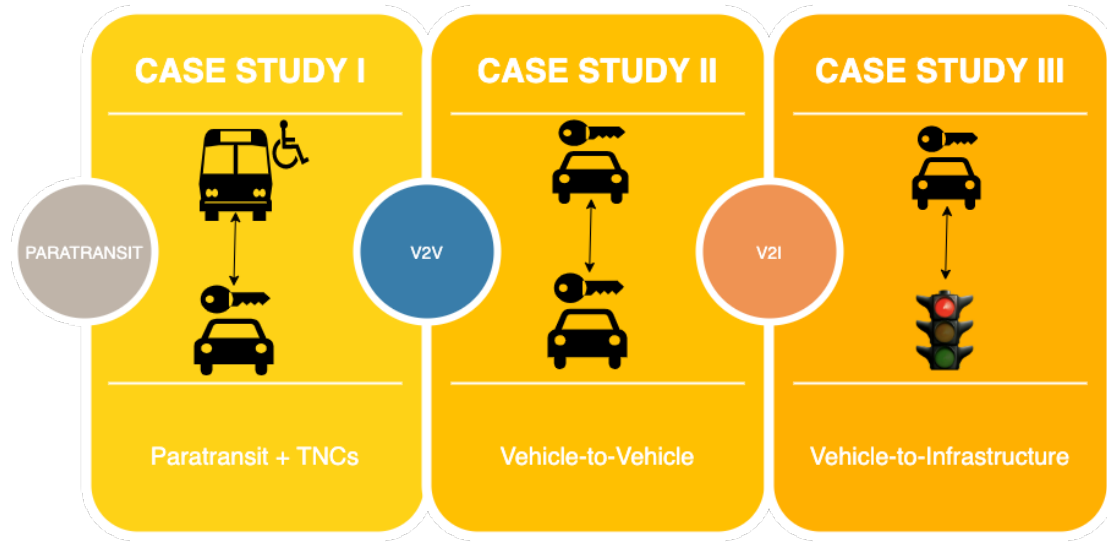 CASE STUDY I
CASE STUDY II
CASE STUDY III
PARATRANSIT
V2V
V2I
Paratransit + TNCs
Vehicle-to-Vehicle
Vehicle-to-Infrastructure